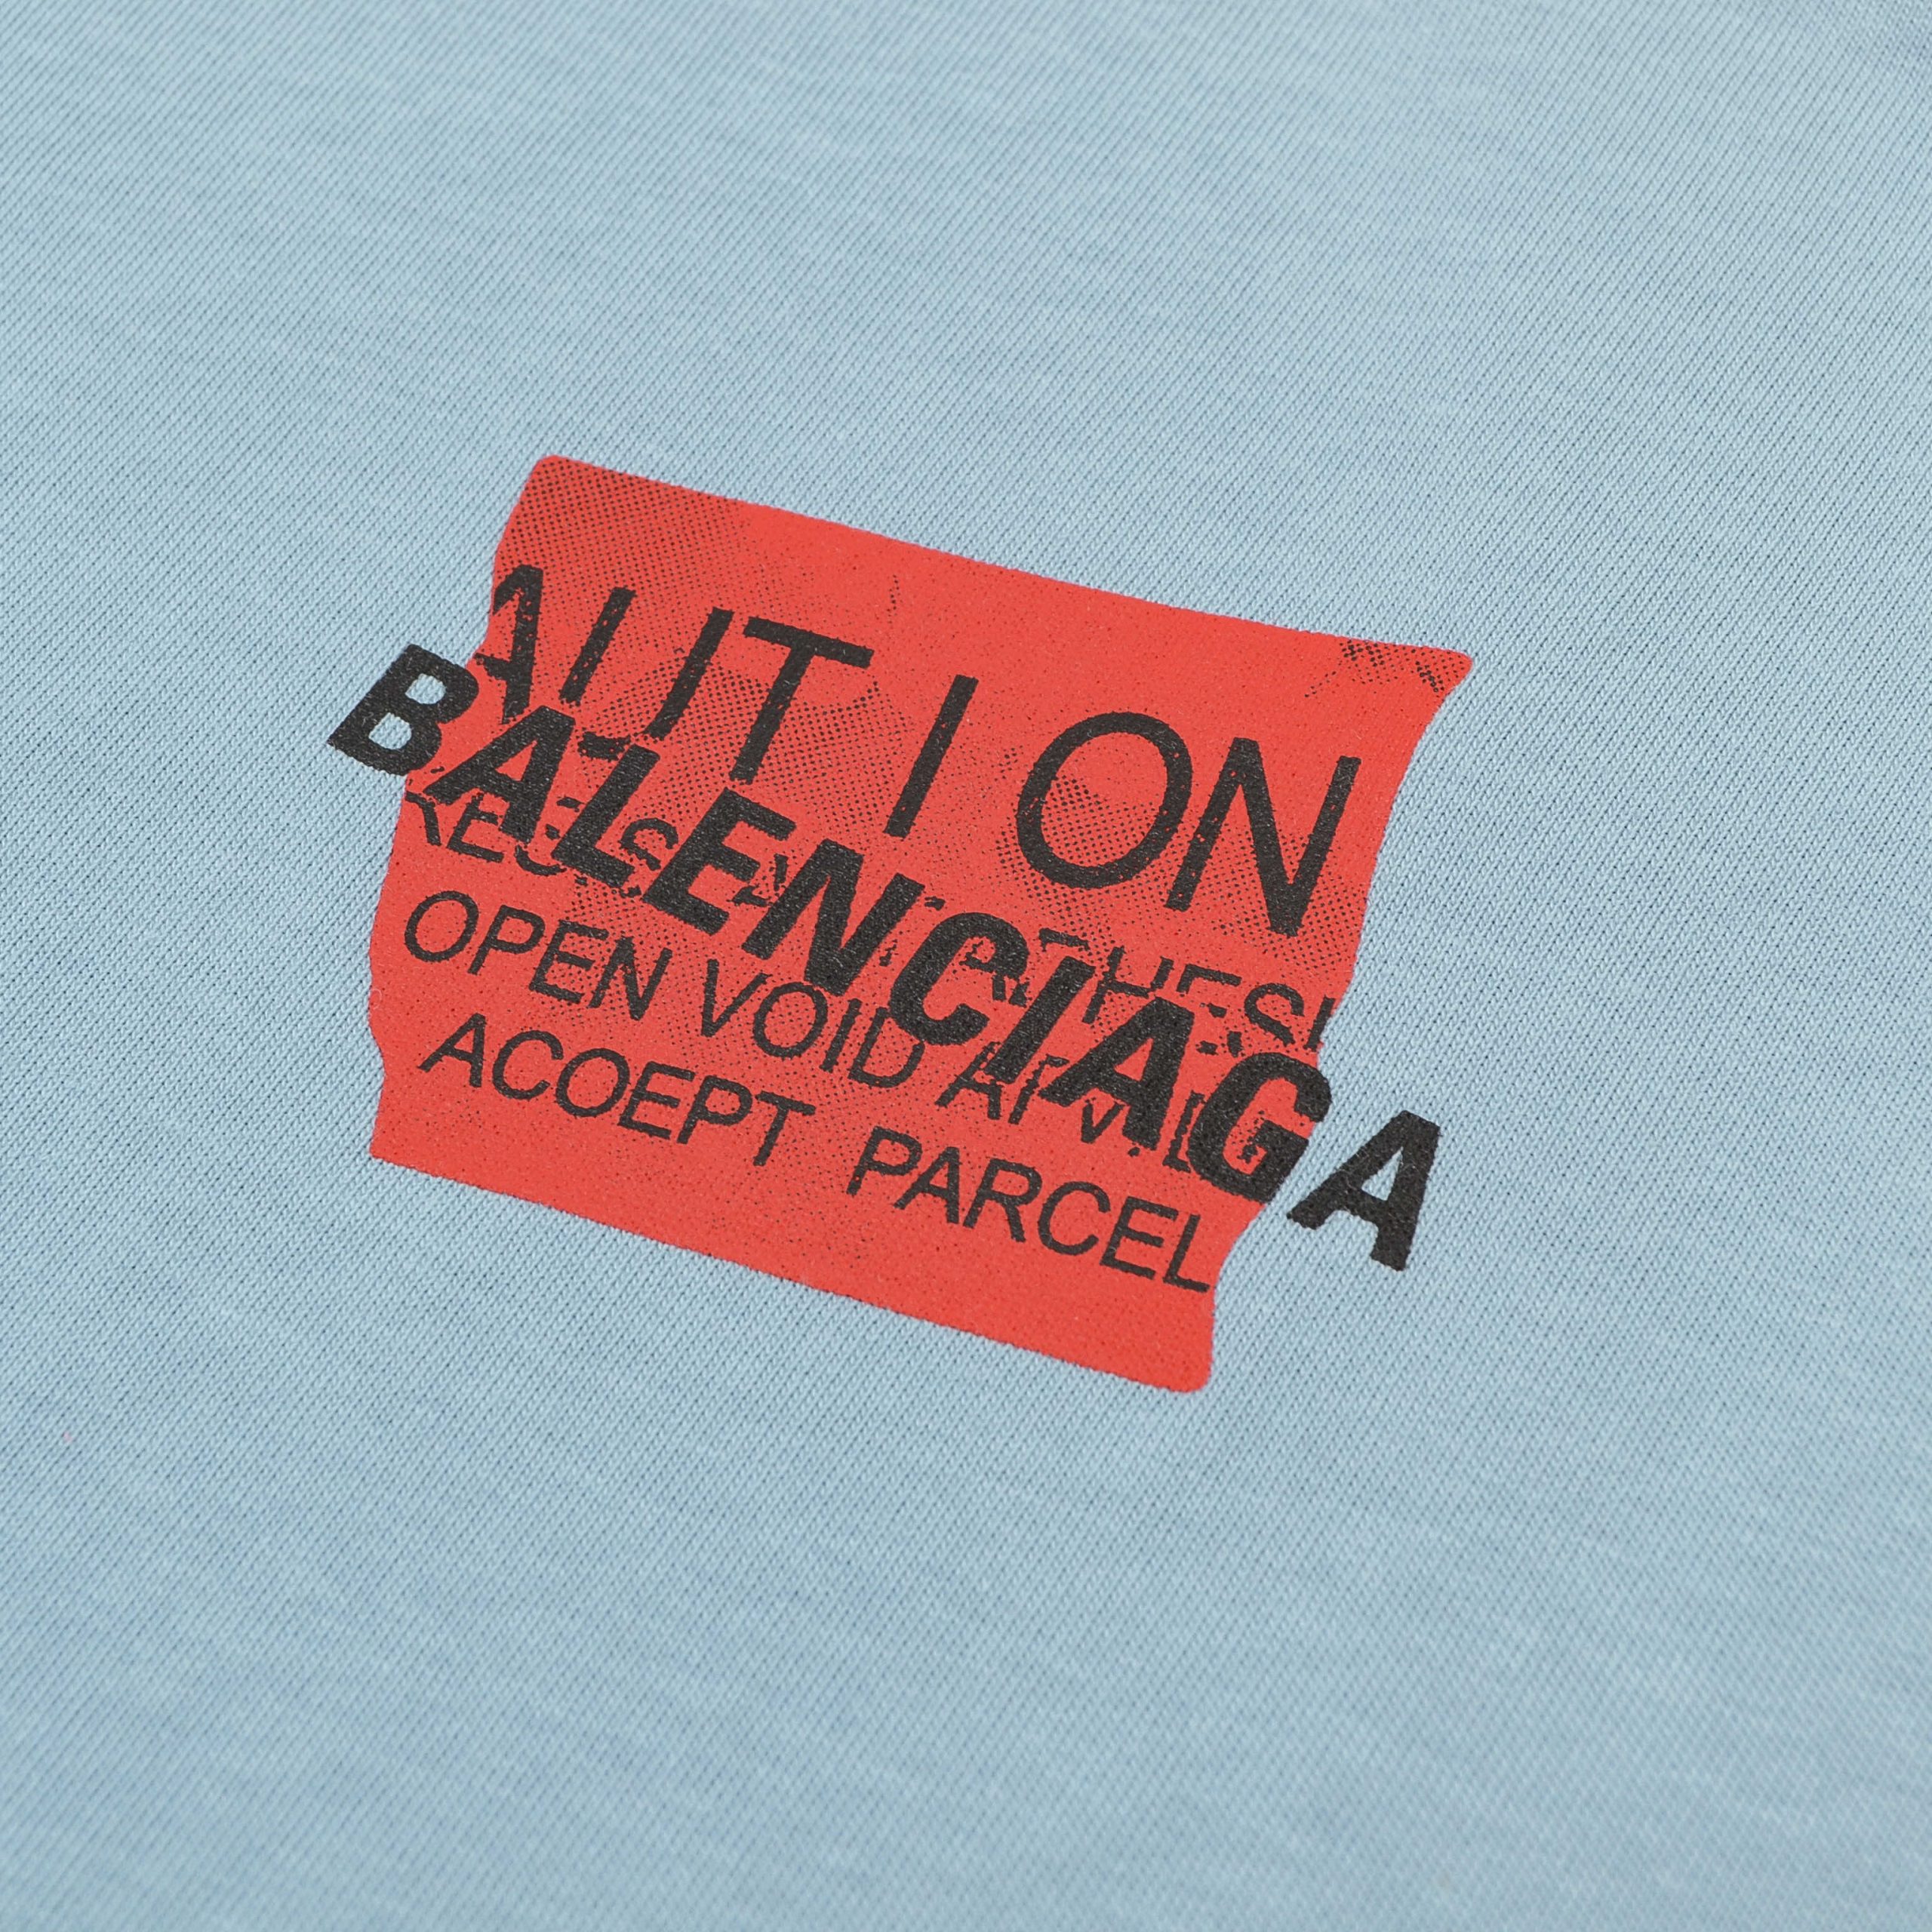 AUT I ON
BALENCIAGA
OPEN VOID
ACOEPT PARCEL